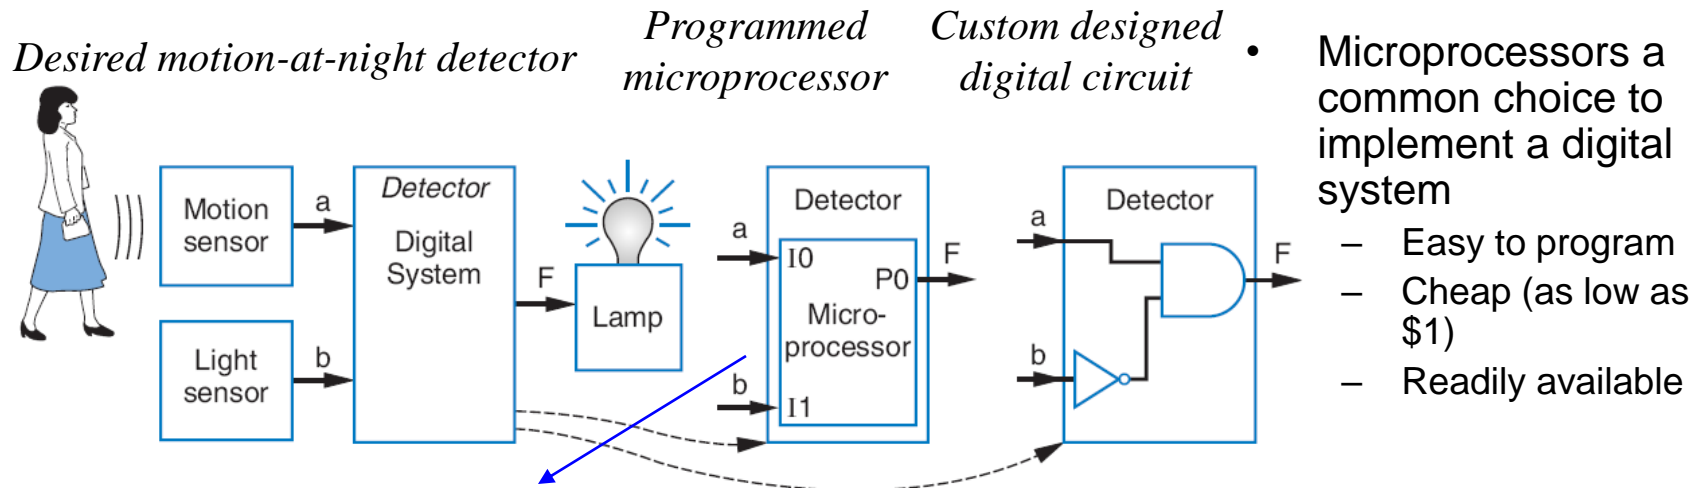 Desired motion-at-night detector
Programmed
microprocessor
Custom designed
digital circuit
Motion
sensor
a
Light
sensor
b
Detector
Digital
System
F
Lamp
Detector
a
I0
P0
F
Micro-
processor
b
I1
Detector
a
b
F
• Microprocessors a
common choice to
implement a digital
system
– Easy to program
– Cheap (as low as
$1)
– Readily available